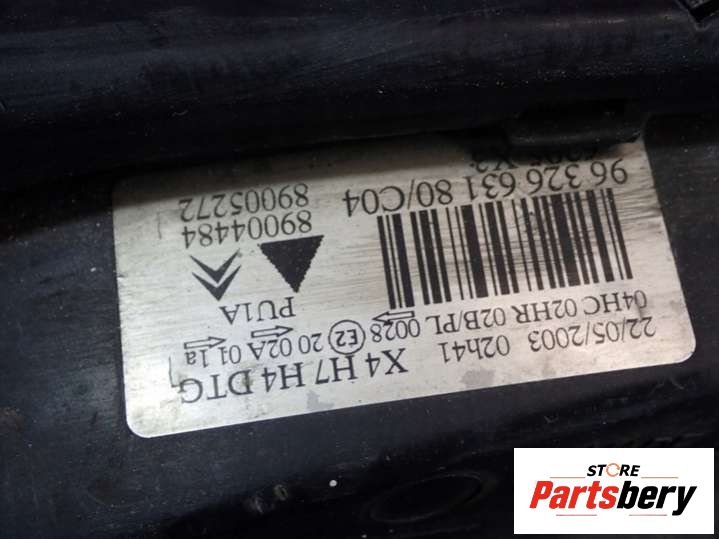 X4 H7 H4 DTG
0028 E2 20 02A 01 1a
22/05/2003 02h41
04HC 02HR 02B/PL
PU1A
96 326 631 80/C04
89004484
89005272
STORE
Partsbery